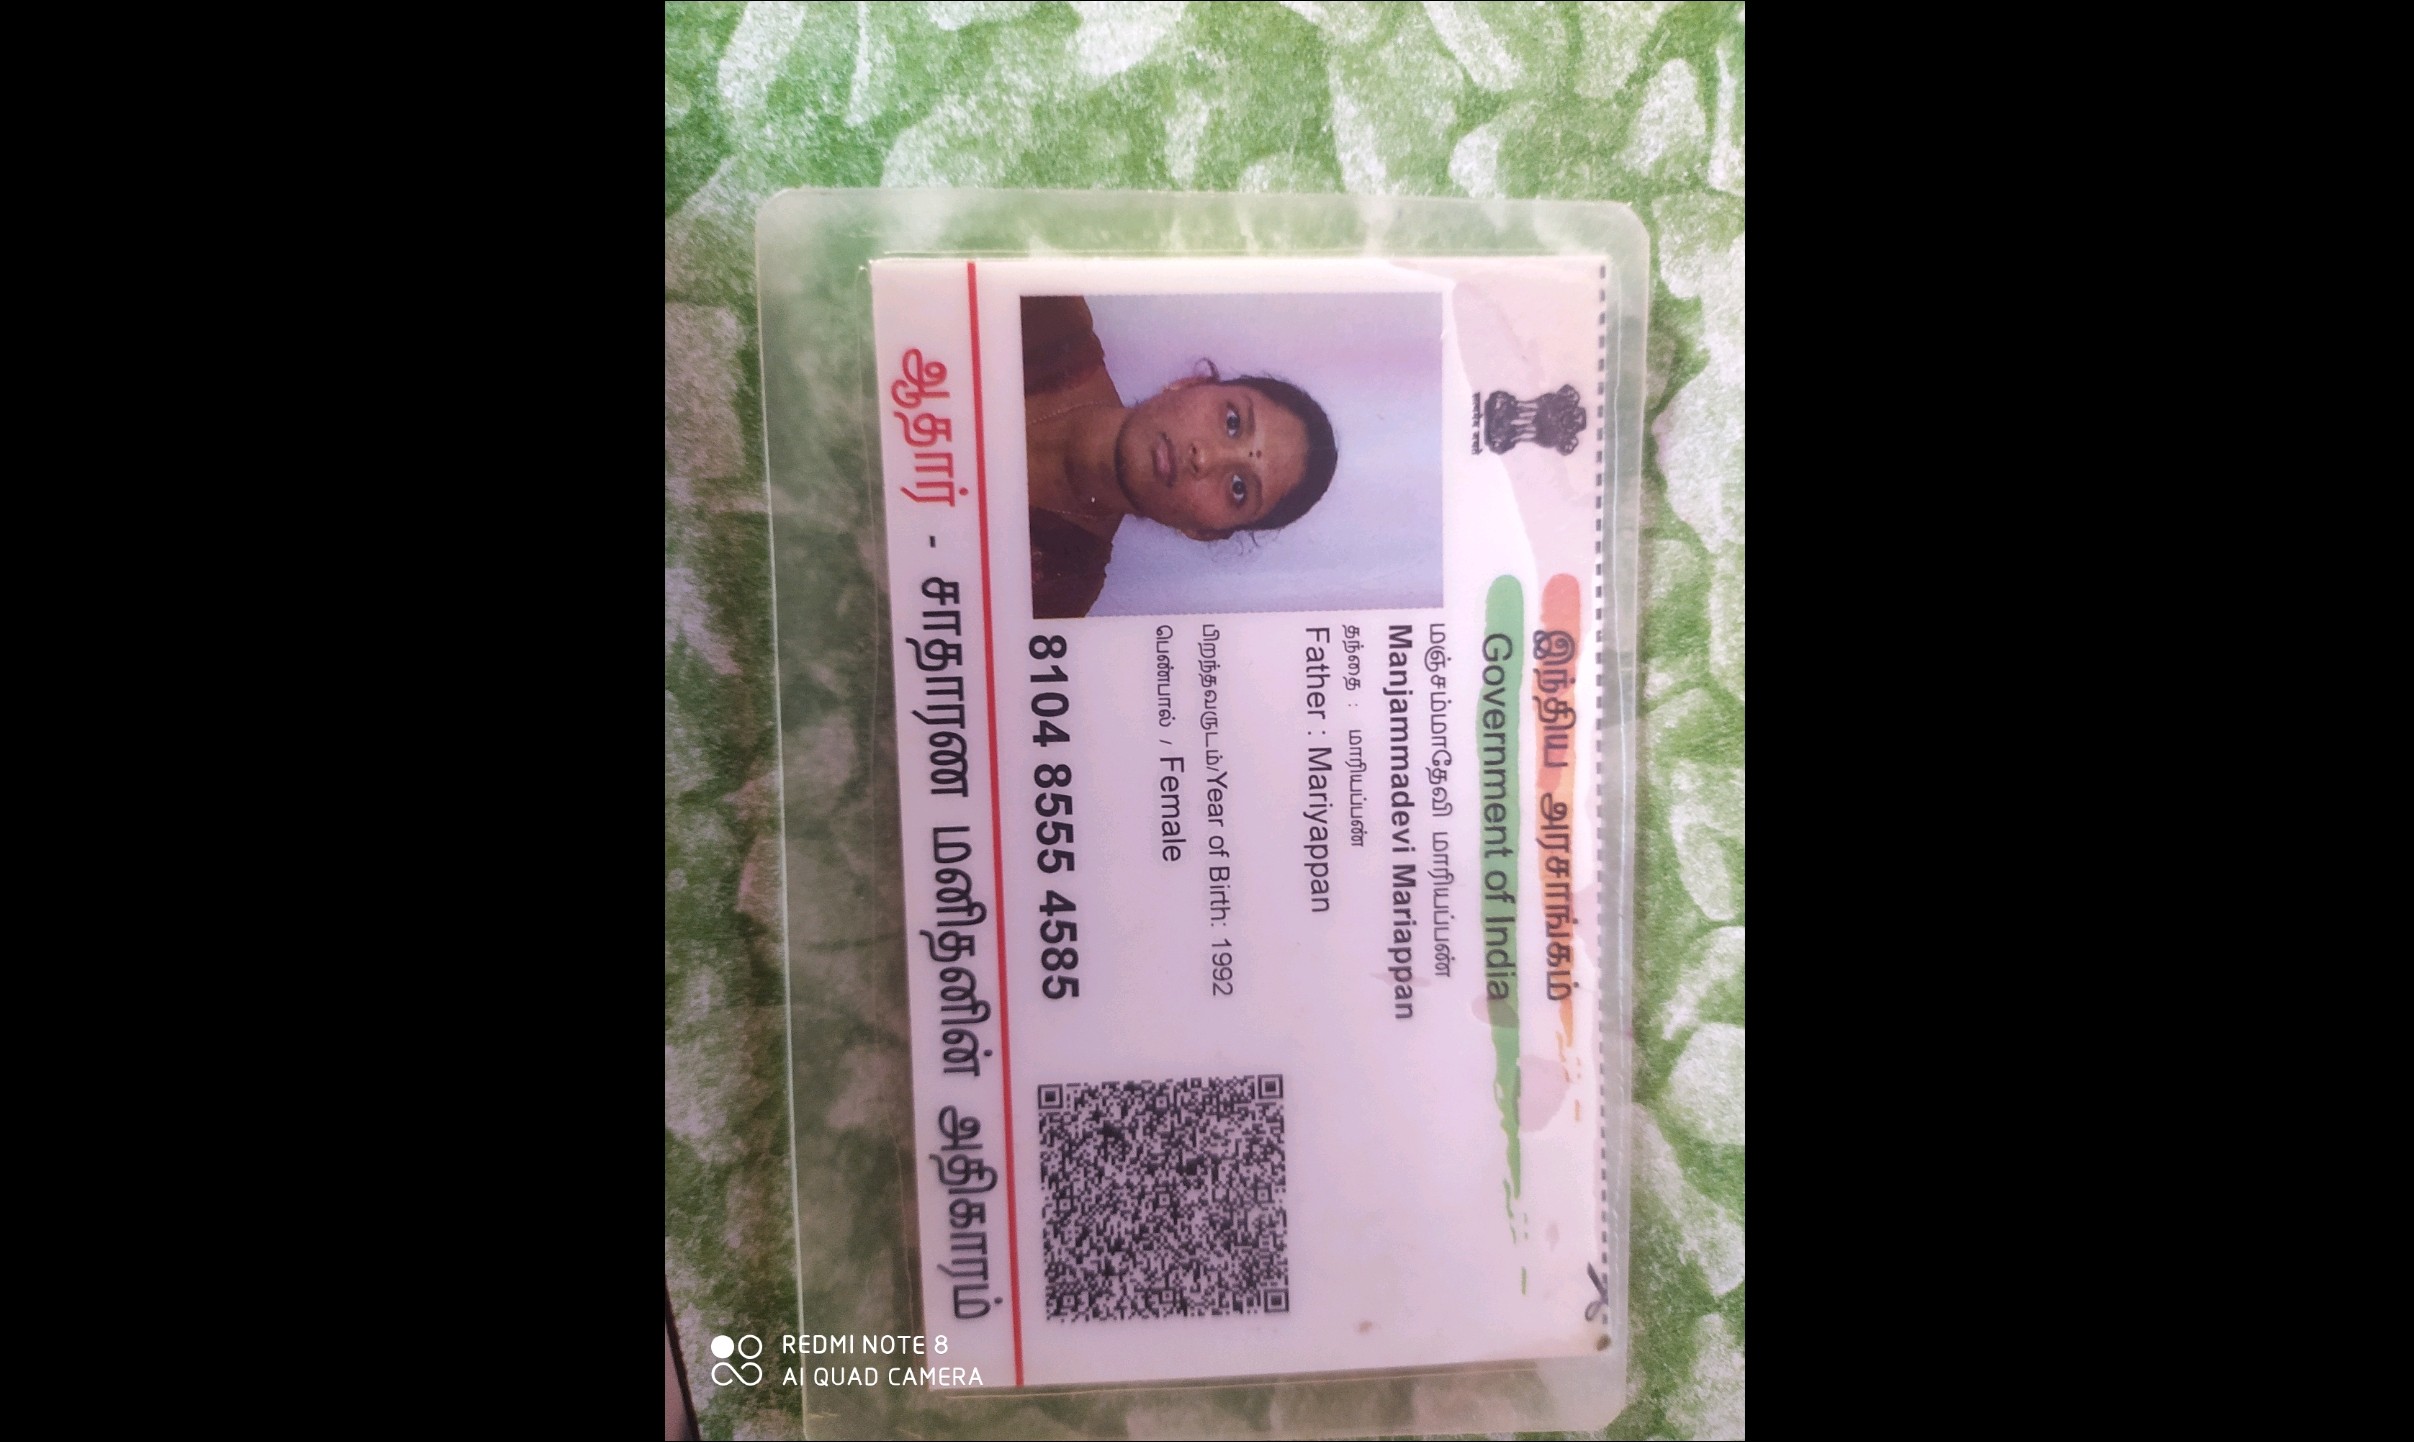 இந்திய அரசாங்கம்
Government of India
மஞ்சம்மாதேவி மாரியப்பண்
Manjammadevi Mariappan
தந்தை : மாரியப்பண்
Father : Mariyappan
பிறந்தவருடம்/Year of Birth: 1992
பெண்பால் / Female
8104 8555 4585
ஆதார் - சாதாரண மனிதனின் அதிகாரம்
REDMI NOTE 8
AI QUAD CAMERA